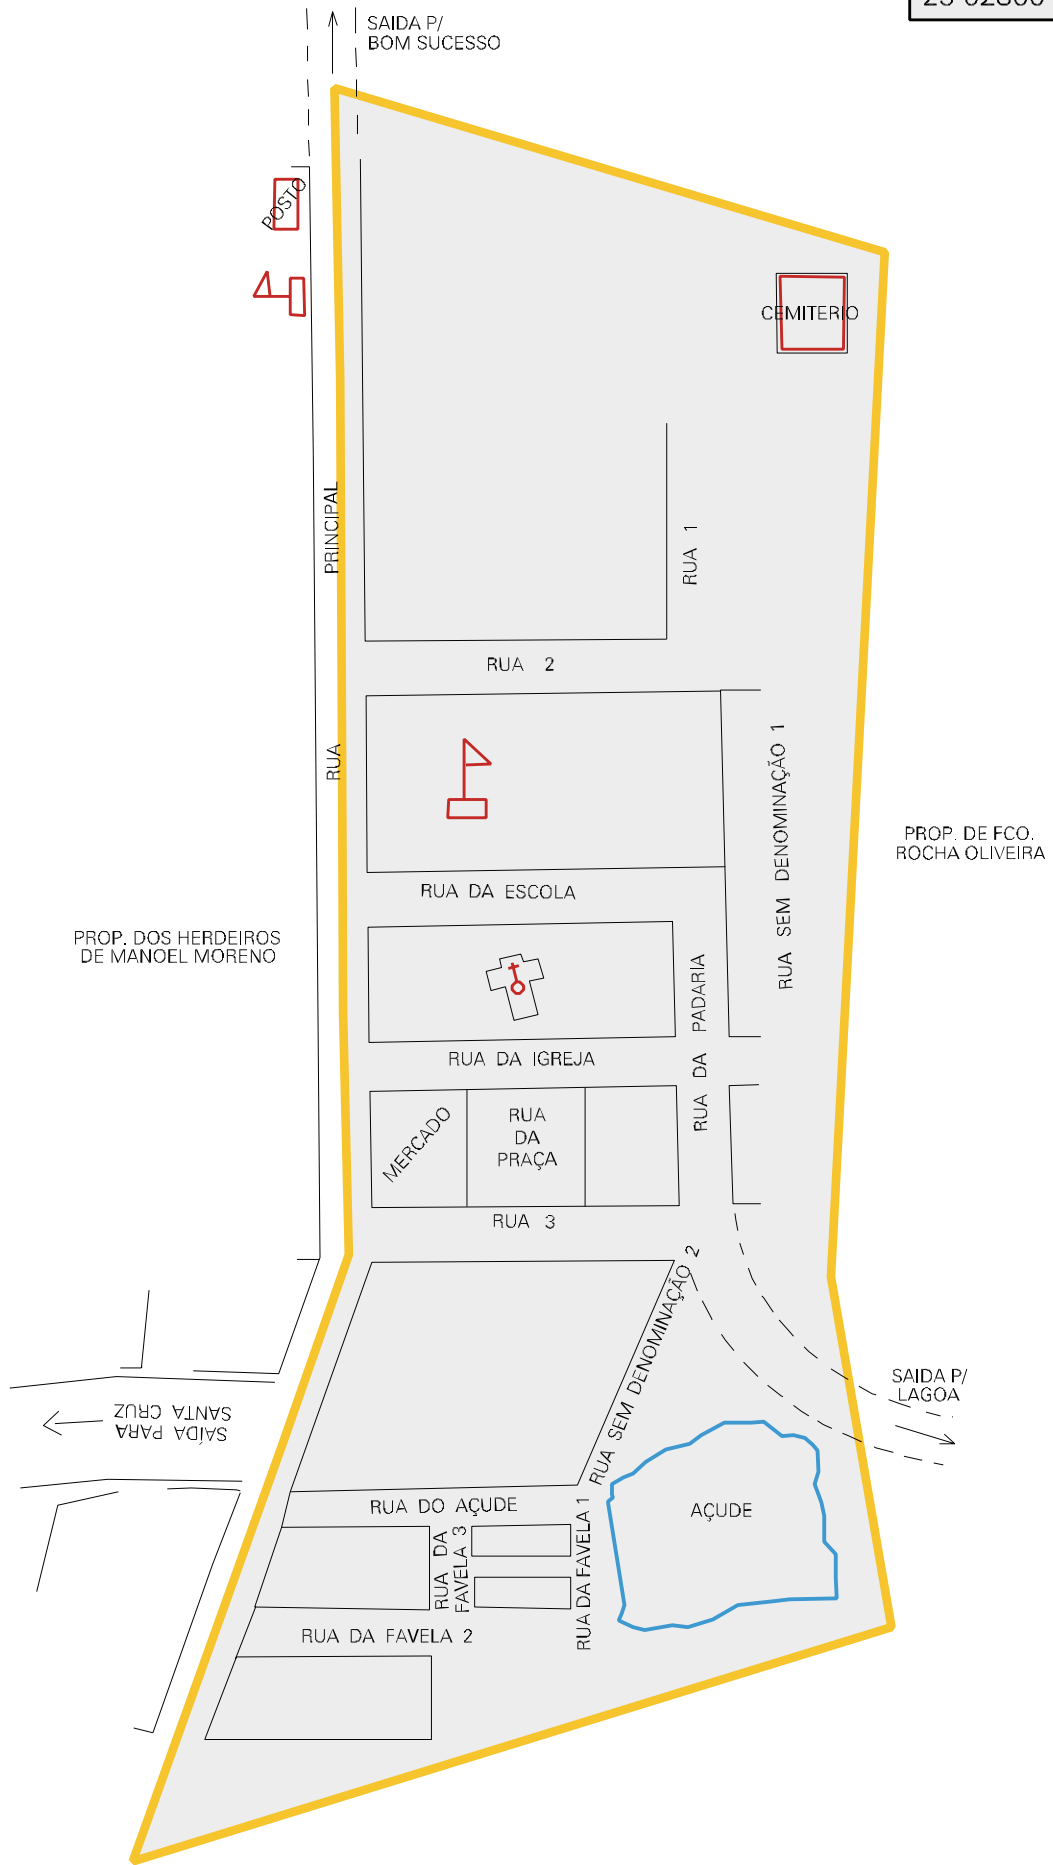 SAIDA P/
BOM SUCESSO
POSTO
CEMITERIO
PRINCIPAL
RUA 1
RUA 2
RUA
RUA SEM DENOMINAÇÃO 1
PROP. DE FCO.
ROCHA OLIVEIRA
RUA DA ESCOLA
PROP. DOS HERDEIROS
DE MANOEL MORENO
RUA DA PADARIA
RUA DA IGREJA
MERCADO
RUA
DA
PRAÇA
RUA 3
RUA SEM DENOMINAÇÃO 2
SAIDA P/
LAGOA
SAÍDA PARA
SANTA CRUZ
RUA DO AÇUDE
AÇUDE
RUA DA
FAVELA 3
RUA DA FAVELA 1
RUA DA FAVELA 2